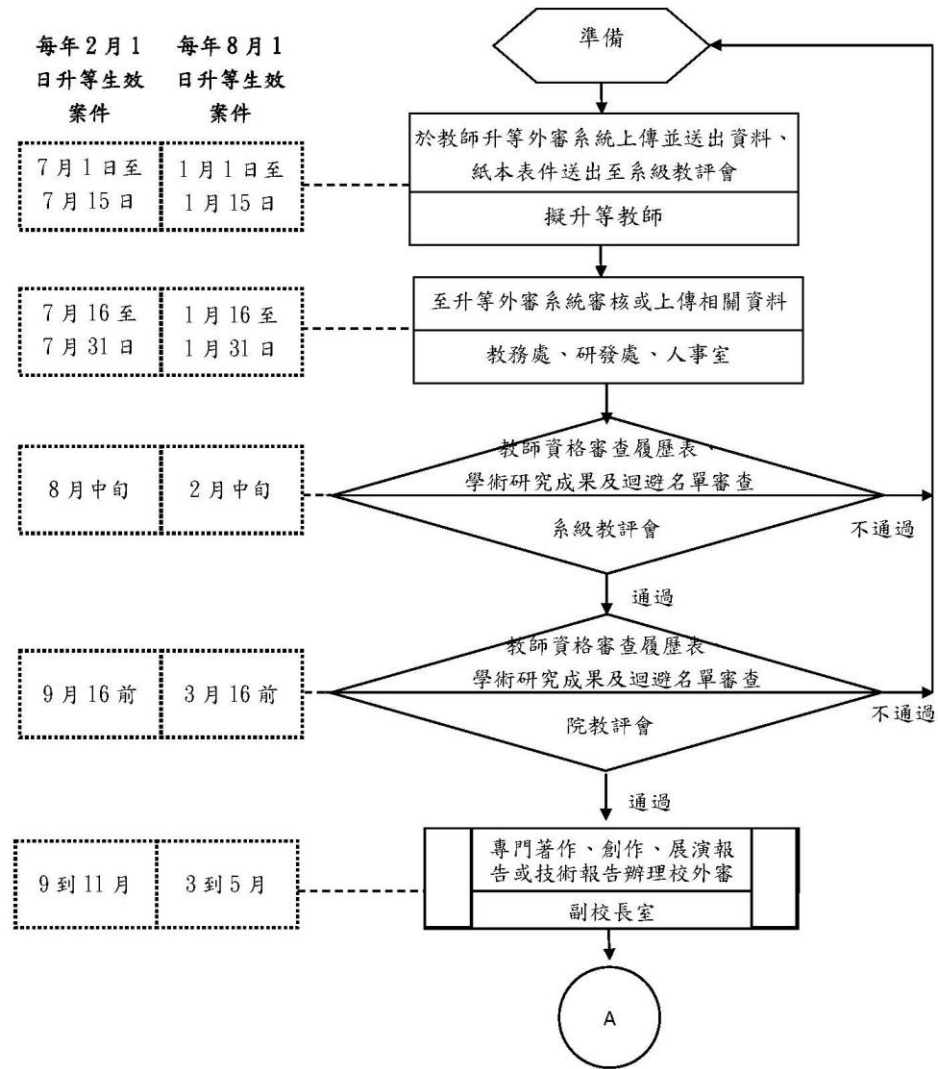 準備
每年2月1
日升等生效
案件
每年8月1
日升等生效
案件
7月1日至
7月15日
1月1日至
1月15日
於教師升等外審系統上傳並送出資料、
紙本表件送出至系級教評會
擬升等教師
7月16至
7月31日
1月16至
1月31日
至升等外審系統審核或上傳相關資料
教務處、研發處、人事室
8月中旬
2月中旬
教師資格審查履歷表、
學術研究成果及迴避名單審查
系級教評會
不通過
通過
9月16前
3月16前
教師資格審查履歷表
學術研究成果及迴避名單審查
院教評會
不通過
通過
9到11月
3到5月
專門著作、創作、展演報
告或技術報告辦理校外審
副校長室
A